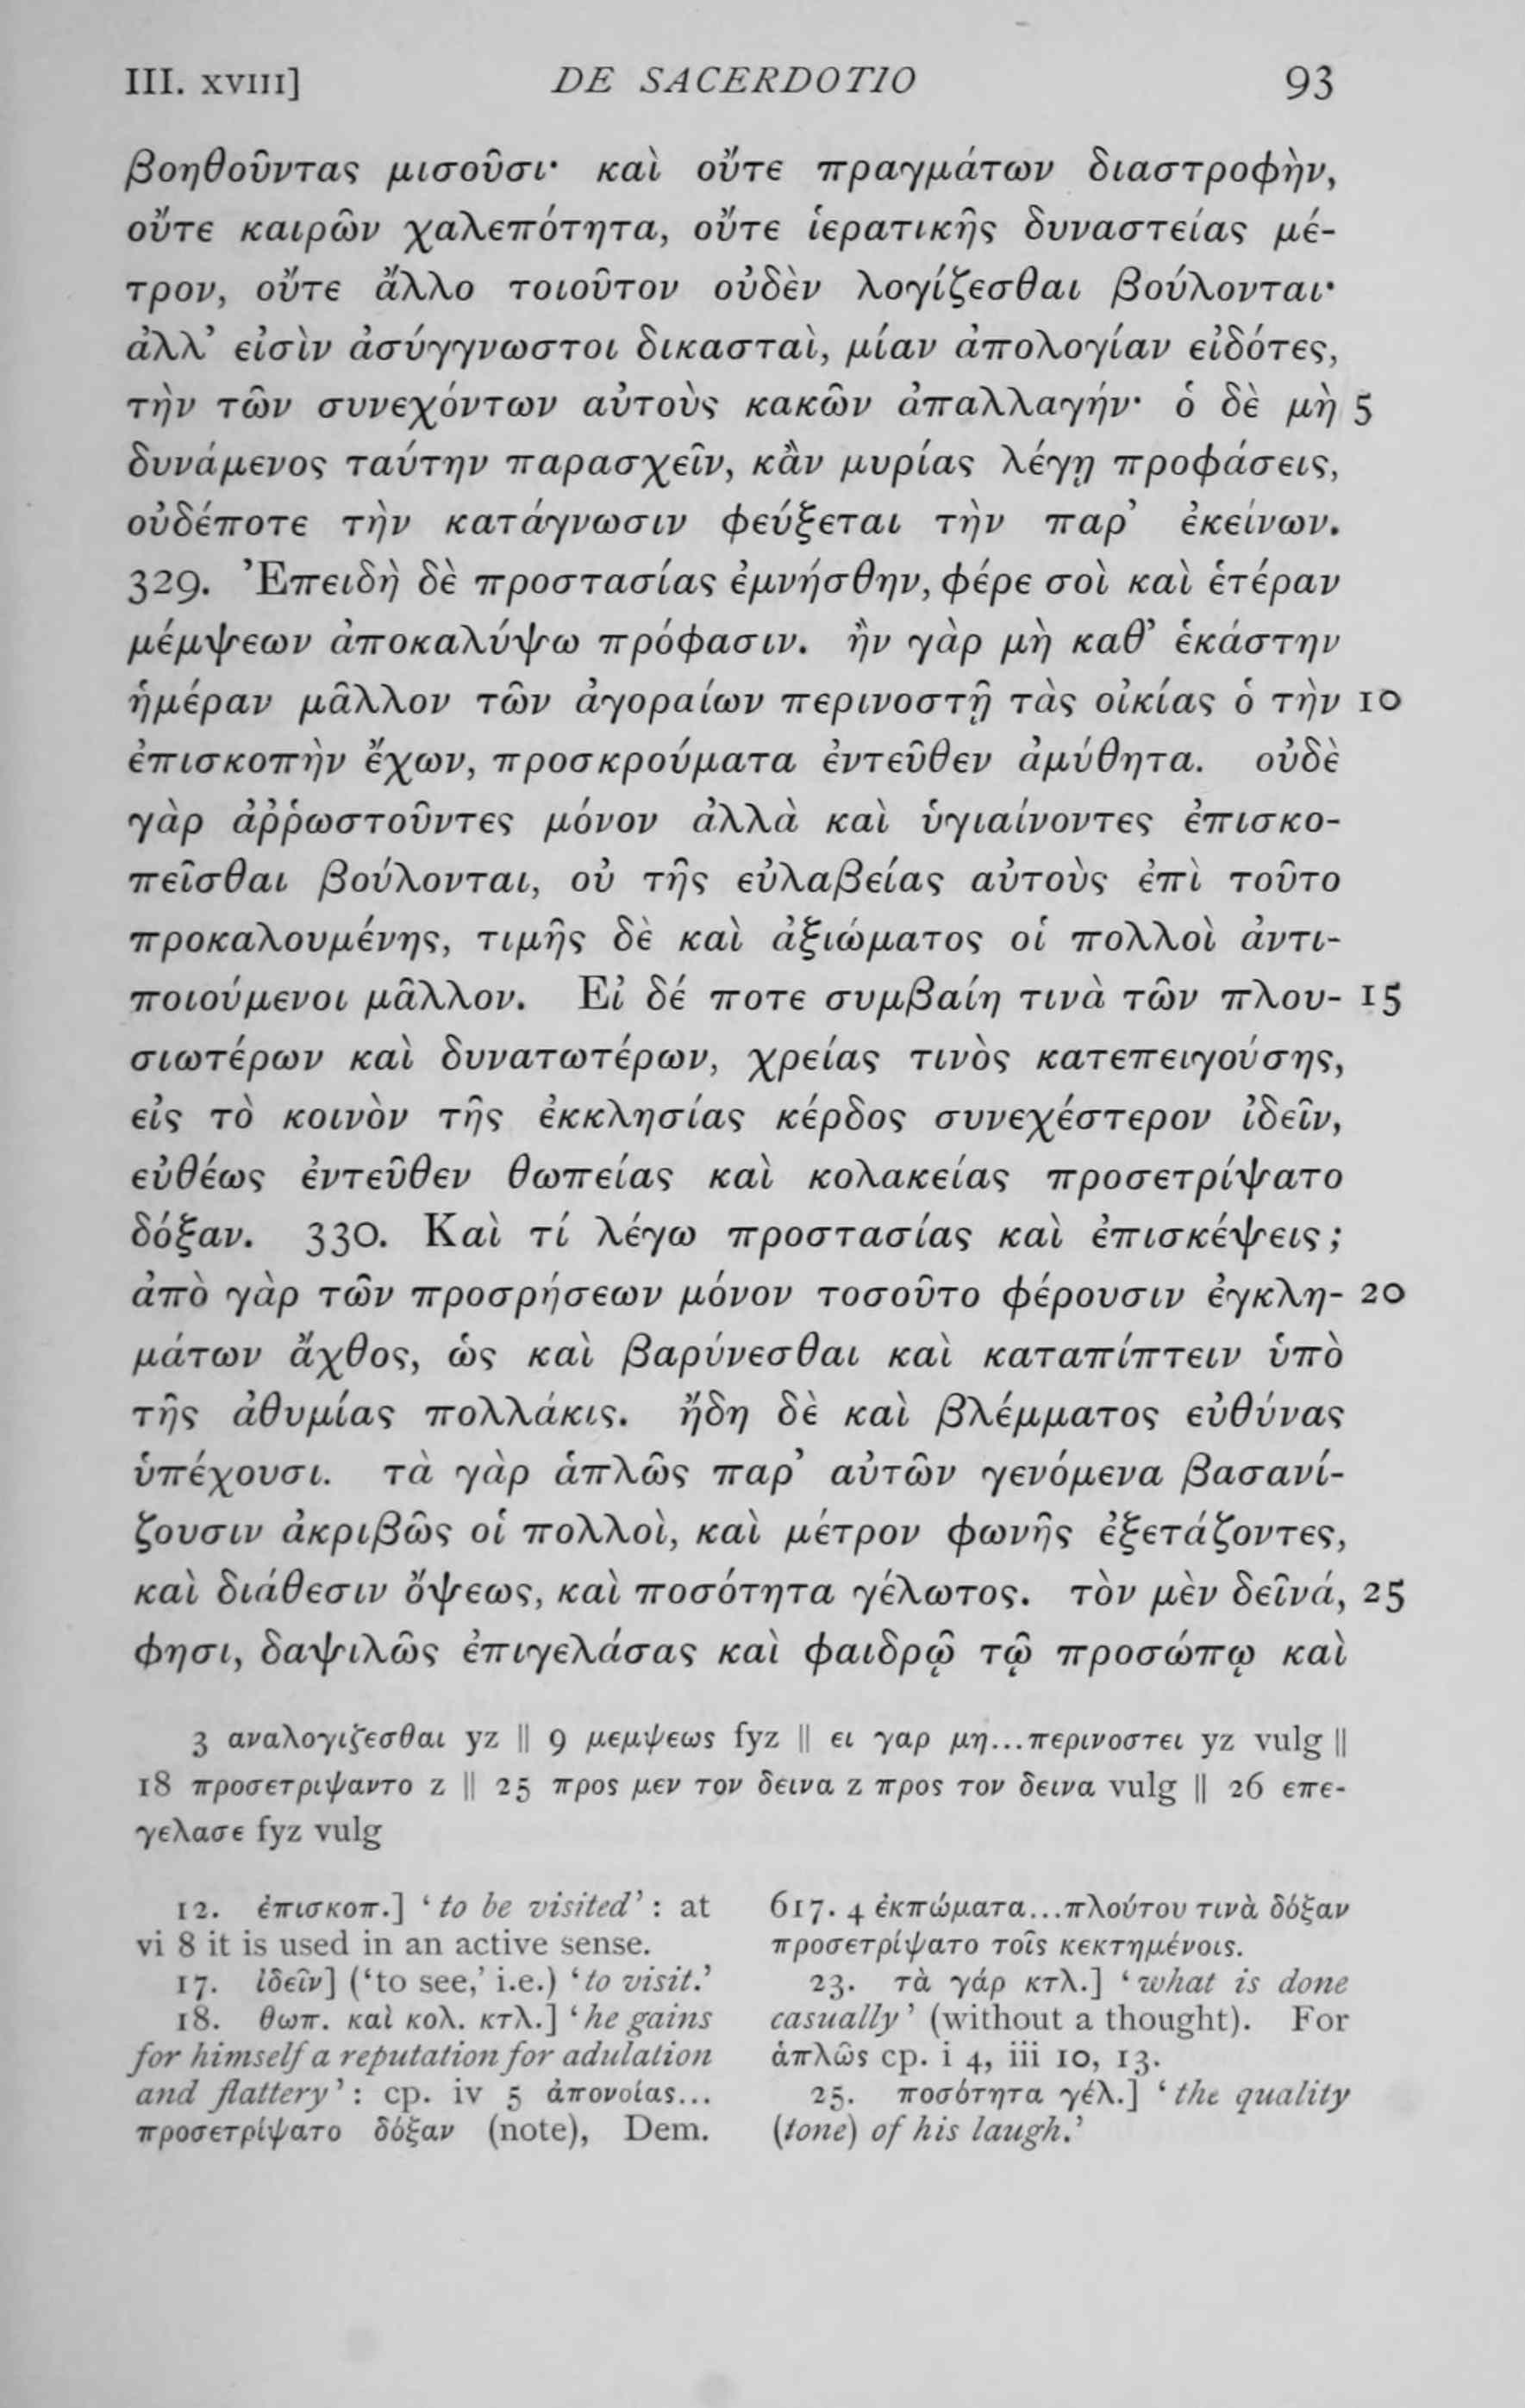 III. XVIII] DE SACERDOTIO 93
βοηθοῦντας μισοῦσι· καὶ οὔτε πραγμάτων διαστροφὴν,
οὔτε καιρῶν χαλεπότητα, οὔτε ἱερατικῆς δυναστείας μέ-
τρον, οὔτε ἄλλο τοιοῦτον οὐδὲν λογίζεσθαι βούλονται·
ἀλλ’ εἰσὶν ἀσύγγνωστοι δικασταὶ, μίαν ἀπολογίαν εἰδότες,
τὴν τῶν συνεχόντων αὐτοὺς κακῶν ἀπαλλαγήν· ὁ δὲ μὴ 5
δυνάμενος ταύτην παρασχεῖν, κἂν μυρίας λέγῃ προφάσεις,
οὐδέποτε τὴν κατάγνωσιν φεύξεται τὴν παρ’ ἐκείνων.
329. Ἐπειδὴ δὲ προστασίας ἐμνήσθην, φέρε σοὶ καὶ ἑτέραν
μέμψεων ἀποκαλύψω πρόφασιν. ἢν γὰρ μὴ καθ’ ἑκάστην
ἡμέραν μᾶλλον τῶν ἀγοραίων περινοστῇ τὰς οἰκίας ὁ τὴν 10
ἐπισκοπὴν ἔχων, προσκρούματα ἐντεῦθεν ἀμύθητα. οὐδὲ
γὰρ ἀῤῥωστοῦντες μόνον ἀλλὰ καὶ ὑγιαίνοντες ἐπισκο-
πεῖσθαι βούλονται, οὐ τῆς εὐλαβείας αὐτοὺς ἐπὶ τοῦτο
προκαλουμένης, τιμῆς δὲ καὶ ἀξιώματος οἱ πολλοὶ ἀντι-
ποιούμενοι μᾶλλον. Εἰ δέ ποτε συμβαίη τινὰ τῶν πλου- 15
σιωτέρων καὶ δυνατωτέρων, χρείας τινὸς κατεπειγούσης,
εἰς τὸ κοινὸν τῆς ἐκκλησίας κέρδος συνεχέστερον ἰδεῖν,
εὐθέως ἐντεῦθεν θωπείας καὶ κολακείας προσετρίψατο
δόξαν. 330. Καὶ τί λέγω προστασίας καὶ ἐπισκέψεις;
ἀπὸ γὰρ τῶν προσρήσεων μόνον τοσοῦτο φέρουσιν ἐγκλη- 20
μάτων ἄχθος, ὡς καὶ βαρύνεσθαι καὶ καταπίπτειν ὑπὸ
τῆς ἀθυμίας πολλάκις. ἤδη δὲ καὶ βλέμματος εὐθύνας
ὑπέχουσι. τὰ γὰρ ἁπλῶς παρ’ αὐτῶν γενόμενα βασανί-
ζουσιν ἀκριβῶς οἱ πολλοὶ, καὶ μέτρον φωνῆς ἐξετάζοντες,
καὶ διάθεσιν ὄψεως, καὶ ποσότητα γέλωτος. τὸν μὲν δεῖνά, 25
φησι, δαψιλῶς ἐπιγελάσας καὶ φαιδρῷ τῷ προσώπῳ καὶ
3 αναλογιζεσθαι yz || 9 μεμψεως fyz || ει γαρ μη...περινοστει yz vulg ||
18 προσετριψαντο z || 25 προς μεν τον δεινα z προς τον δεινα vulg || 26 επε-
γελασε fyz vulg
12. ἐπισκοπ.] ‘to be visited’: at
vi 8 it is used in an active sense.
17. ἰδεῖν] (‘to see,’ i.e.) ‘to visit.’
18. θωπ. καὶ κολ. κτλ.] ‘he gains
for himself a reputation for adulation
and flattery’: cp. iv 5 ἀπονοίας...
προσετρίψατο δόξαν (note), Dem.
617. 4 ἐκπώματα...πλούτου τινὰ δόξαν
προσετρίψατο τοῖς κεκτημένοις.
23. τὰ γάρ κτλ.] ‘what is done
casually’ (without a thought). For
ἁπλῶς cp. i 4, iii 10, 13.
25. ποσότητα γέλ.] ‘the quality
(tone) of his laugh.’